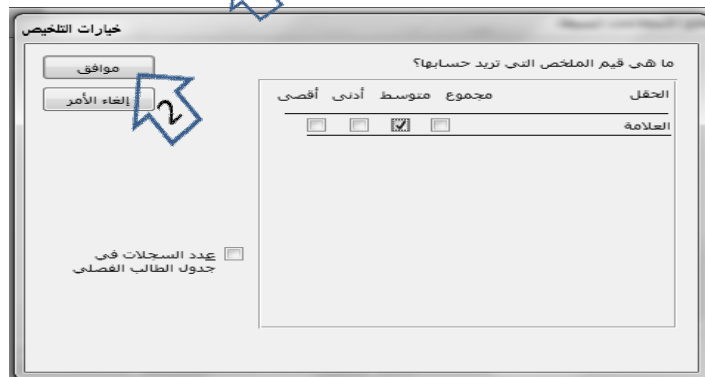 خيارات التلخيص
ما هي قيم الملخص التي تريد حسابها؟
موافق
إلغاء الأمر
الحقل مجموع متوسط أدنى أقصى
العلامة
2
عدد السجلات في
جدول الطالب الفصلي